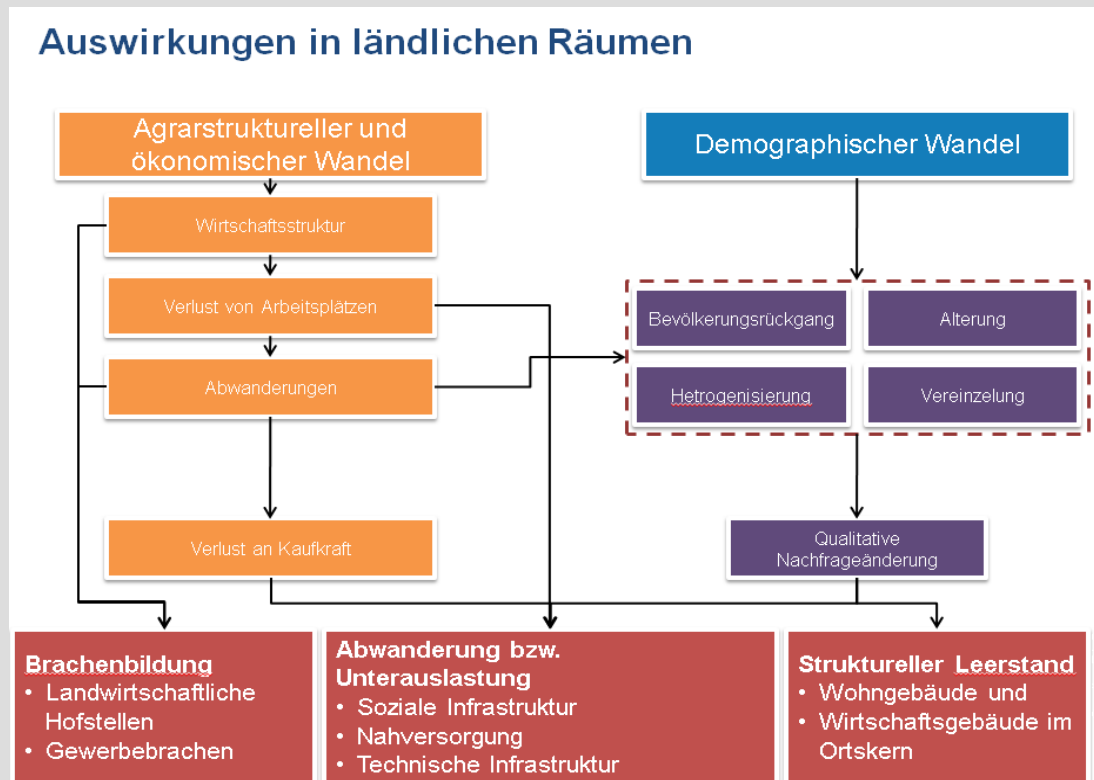 Auswirkungen in ländlichen Räumen
Agrarstruktureller und
ökonomischer Wandel
Wirtschaftsstruktur
Verlust von Arbeitsplätzen
Abwanderungen
Verlust an Kaufkraft
Demographischer Wandel
Bevölkerungsrückgang
Alterung
Hetrogenisierung
Vereinzelung
Qualitative
Nachfrageänderung
Brachenbildung
• Landwirtschaftliche
Hofstellen
• Gewerbebrachen
Abwanderung bzw.
Unterauslastung
• Soziale Infrastruktur
• Nahversorgung
• Technische Infrastruktur
Struktureller Leerstand
• Wohngebäude und
• Wirtschaftsgebäude im
Ortskern